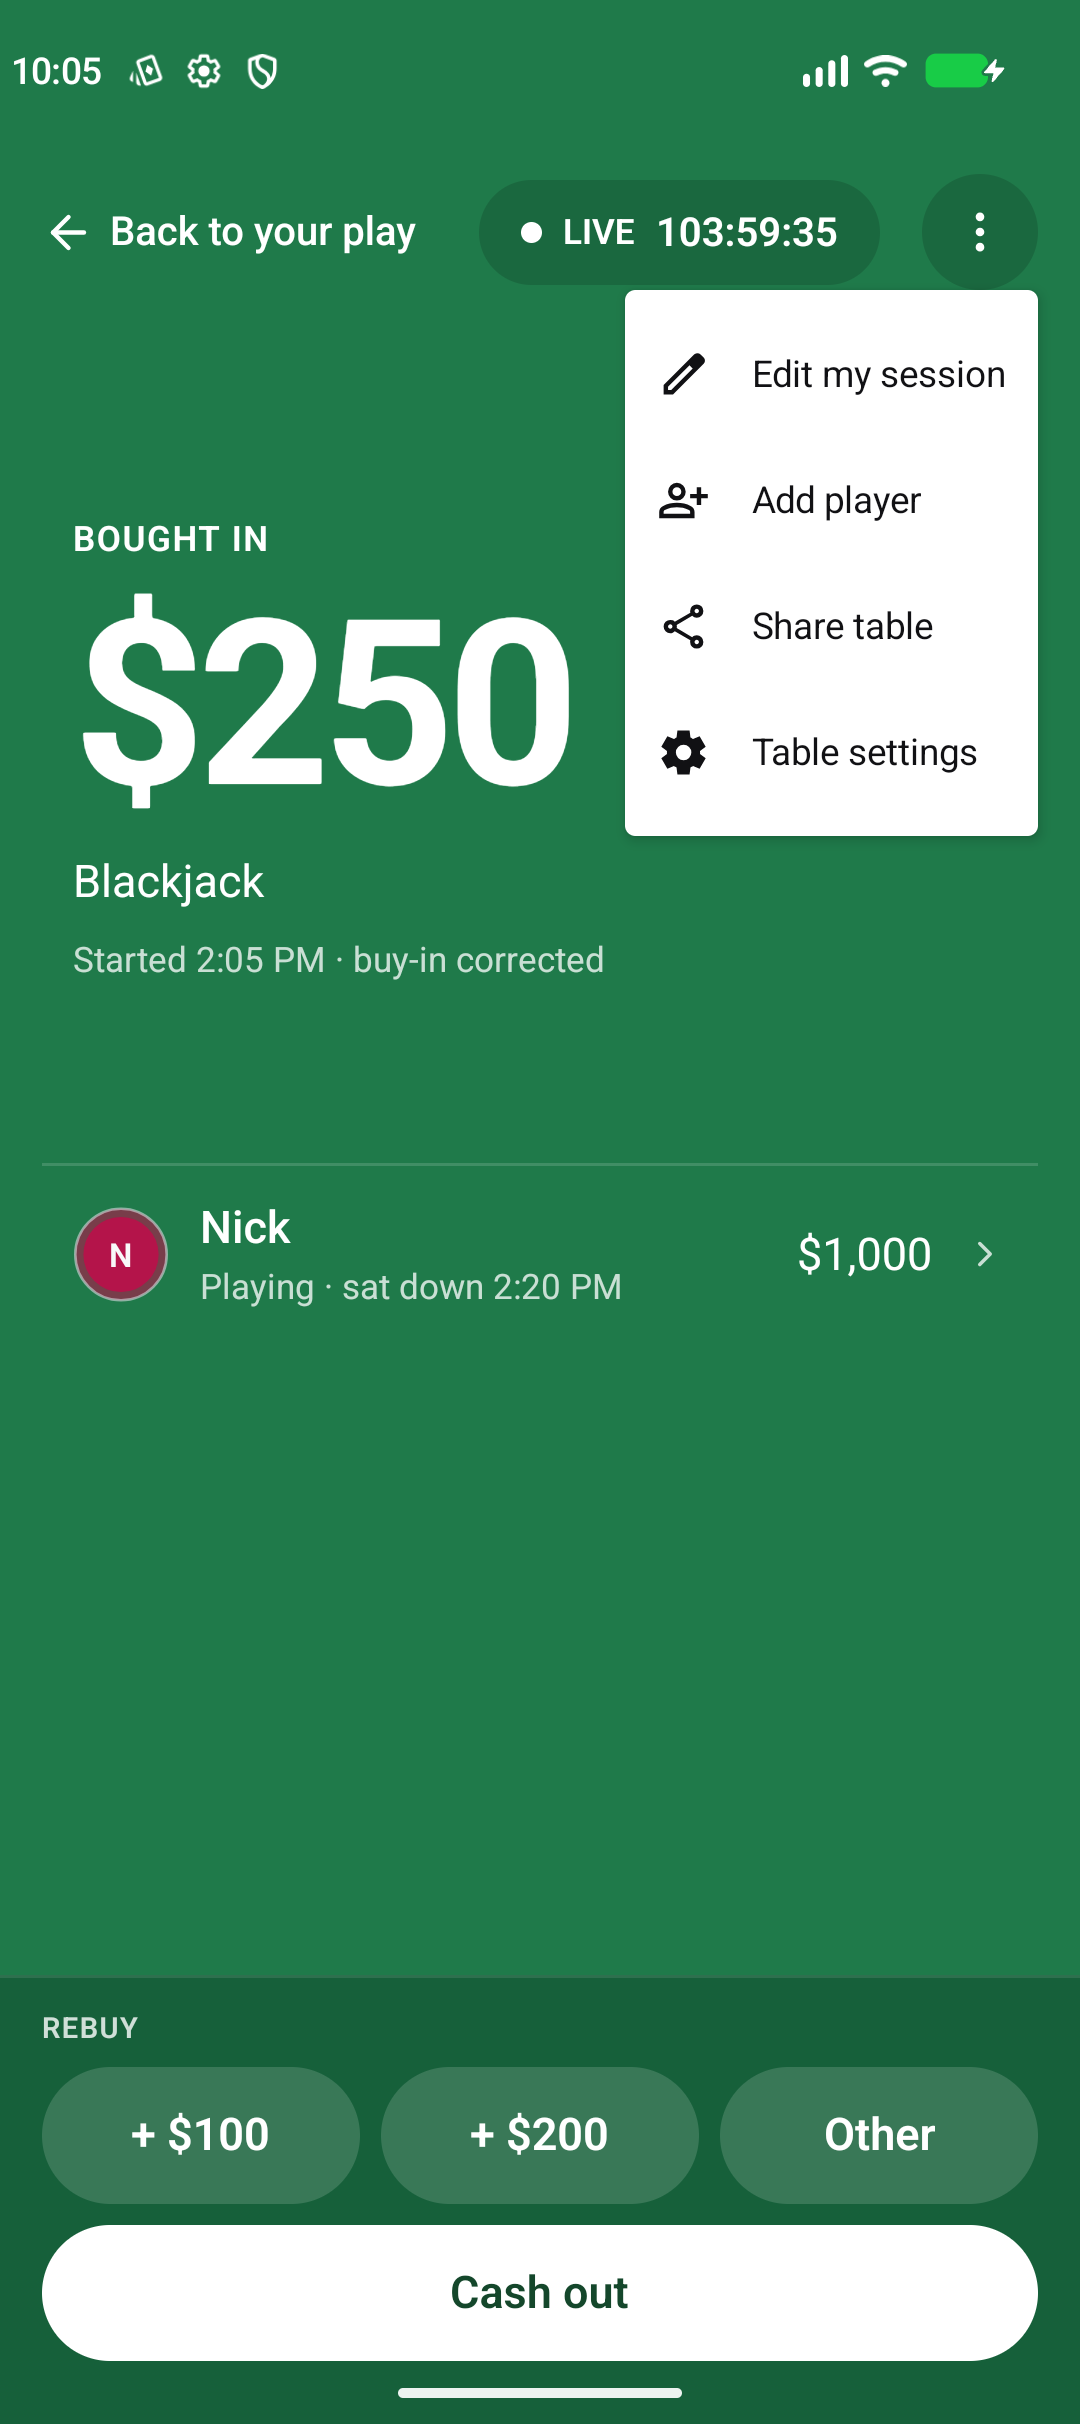 10:05
Back to your play
LIVE 103:59:35
Edit my session
Add player
Share table
Table settings
BOUGHT IN
$250
Blackjack
Started 2:05 PM · buy-in corrected
N
Nick
Playing · sat down 2:20 PM
$1,000
REBUY
+ $100
+ $200
Other
Cash out